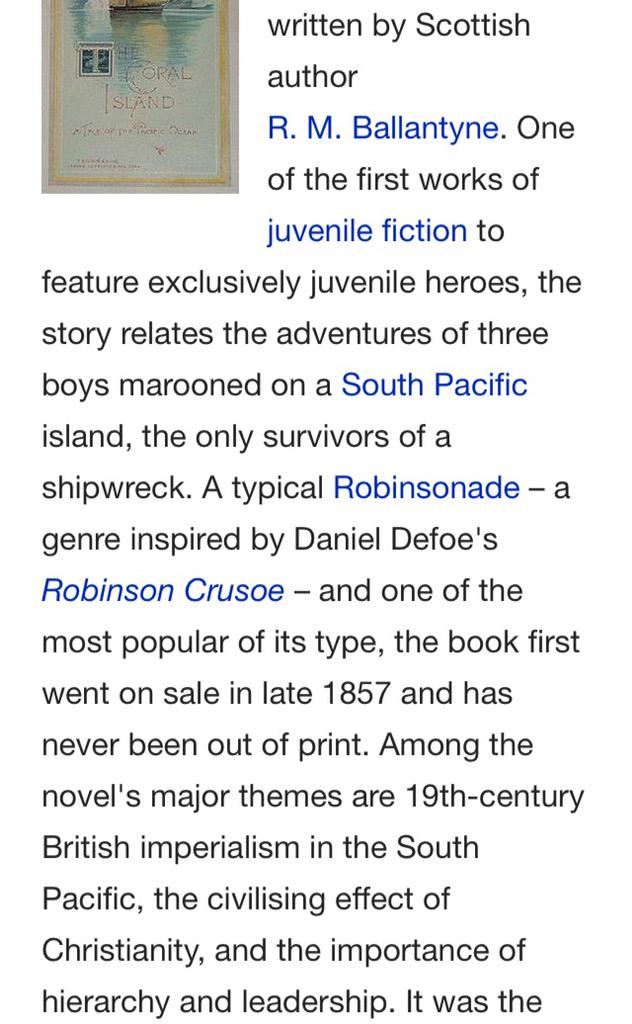 THE
CORAL
ISLAND
A TALE OF THE PACIFIC OCEAN
written by Scottish
author
R. M. Ballantyne. One
of the first works of
juvenile fiction to
feature exclusively juvenile heroes, the
story relates the adventures of three
boys marooned on a South Pacific
island, the only survivors of a
shipwreck. A typical Robinsonade – a
genre inspired by Daniel Defoe's
Robinson Crusoe – and one of the
most popular of its type, the book first
went on sale in late 1857 and has
never been out of print. Among the
novel's major themes are 19th-century
British imperialism in the South
Pacific, the civilising effect of
Christianity, and the importance of
hierarchy and leadership. It was the